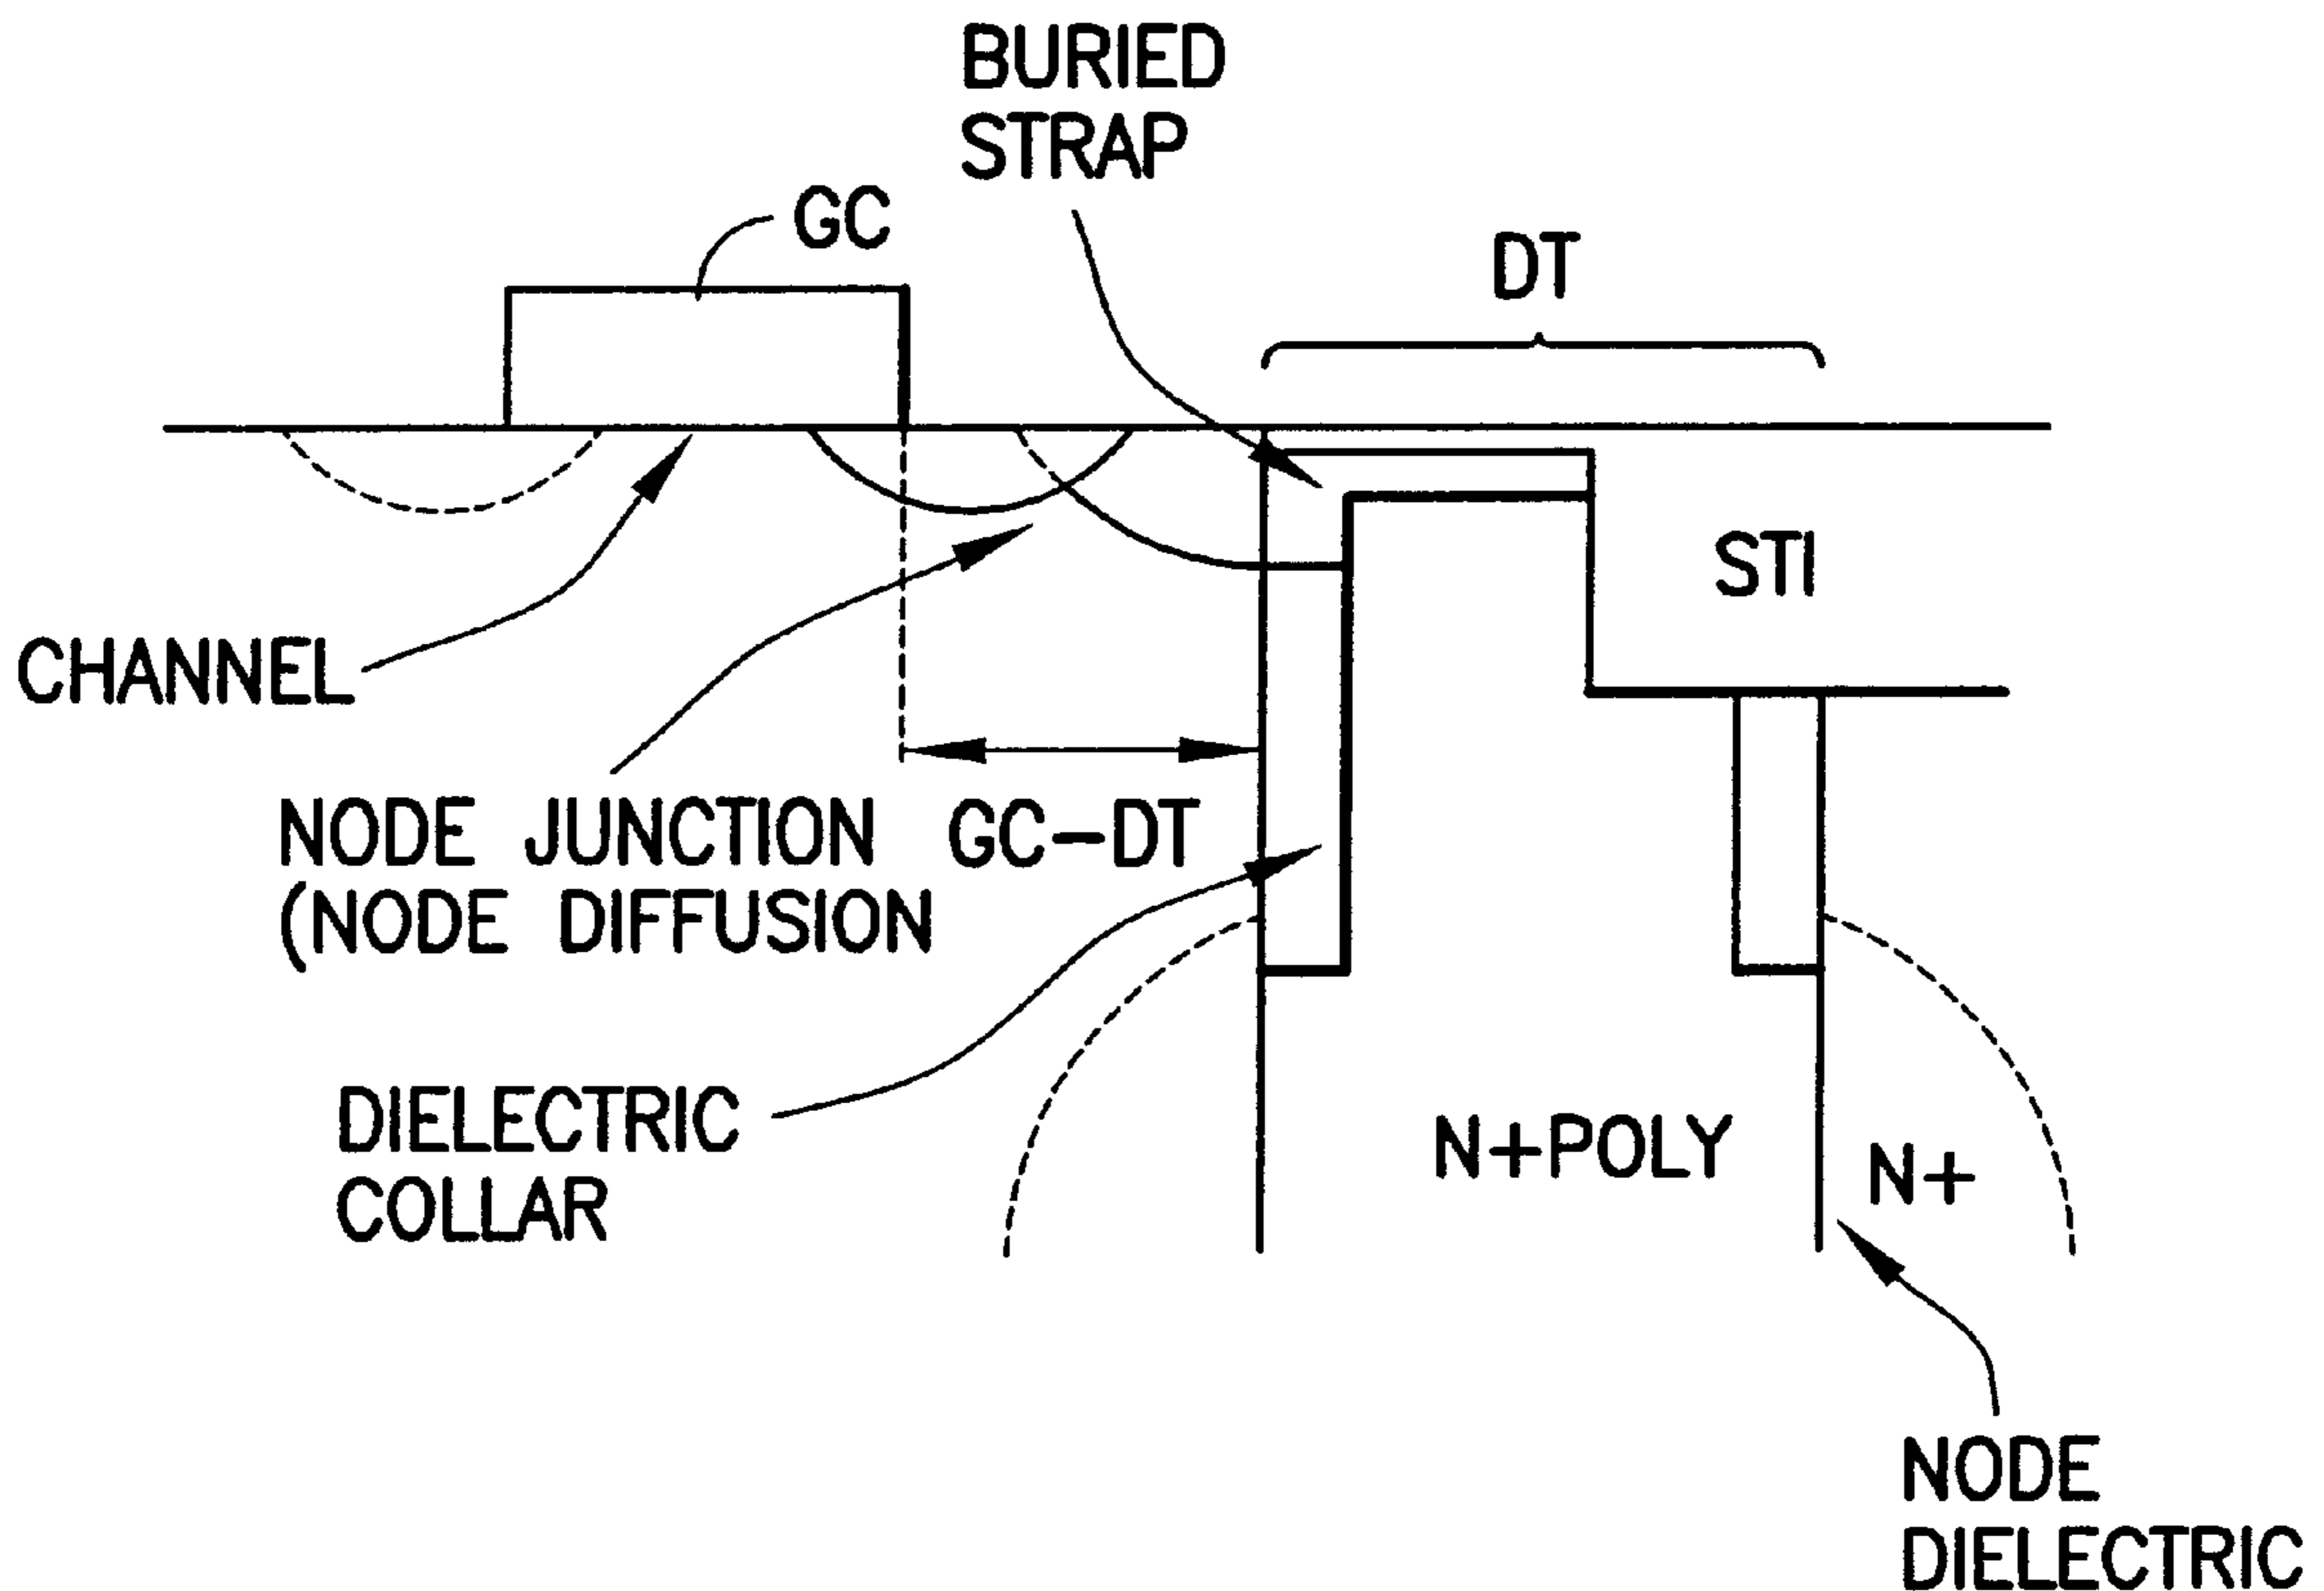 BURIED
STRAP
GC
DT
STI
CHANNEL
NODE JUNCTION
(NODE DIFFUSION
GC-DT
DIELECTRIC
COLLAR
N+POLY
N+
NODE
DIELECTRIC